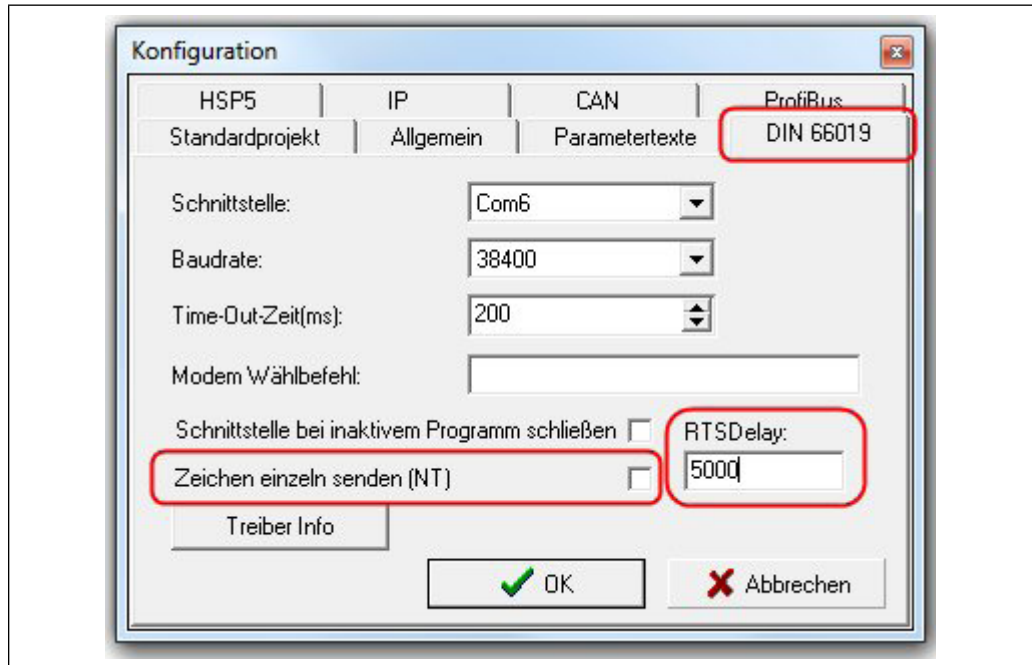 Konfiguration
HSP5 IP CAN ProfiBus
Standardprojekt Allgemein Parametertexte DIN 66019
Schnittstelle: Com6
Baudrate: 38400
Time-Out-Zeit(ms): 200
Modem Wählbefehl:
Schnittstelle bei inaktivem Programm schließen RTSDelay:
Zeichen einzeln senden (NT) 5000
Treiber Info
OK Abbrechen